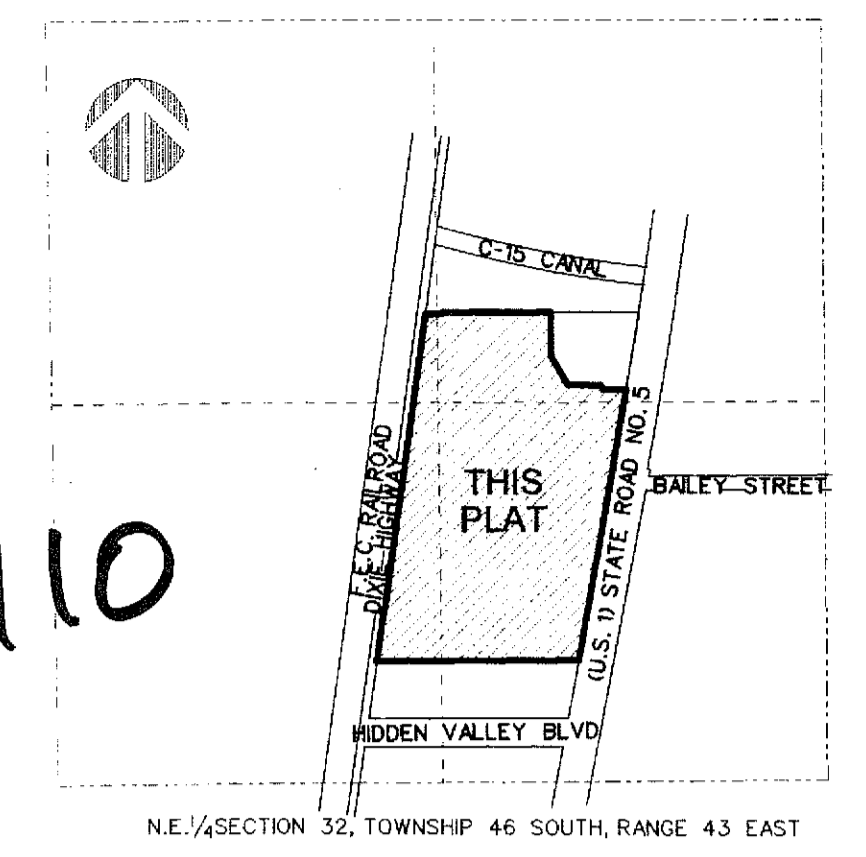 C-15 CANAL
F.E.C. RAILROAD
DIXIE HIGHWAY
THIS
PLAT
(U.S. 1) STATE ROAD NO. 5
BAILEY STREET
110
HIDDEN VALLEY BLVD
N.E.1/4SECTION 32, TOWNSHIP 46 SOUTH, RANGE 43 EAST